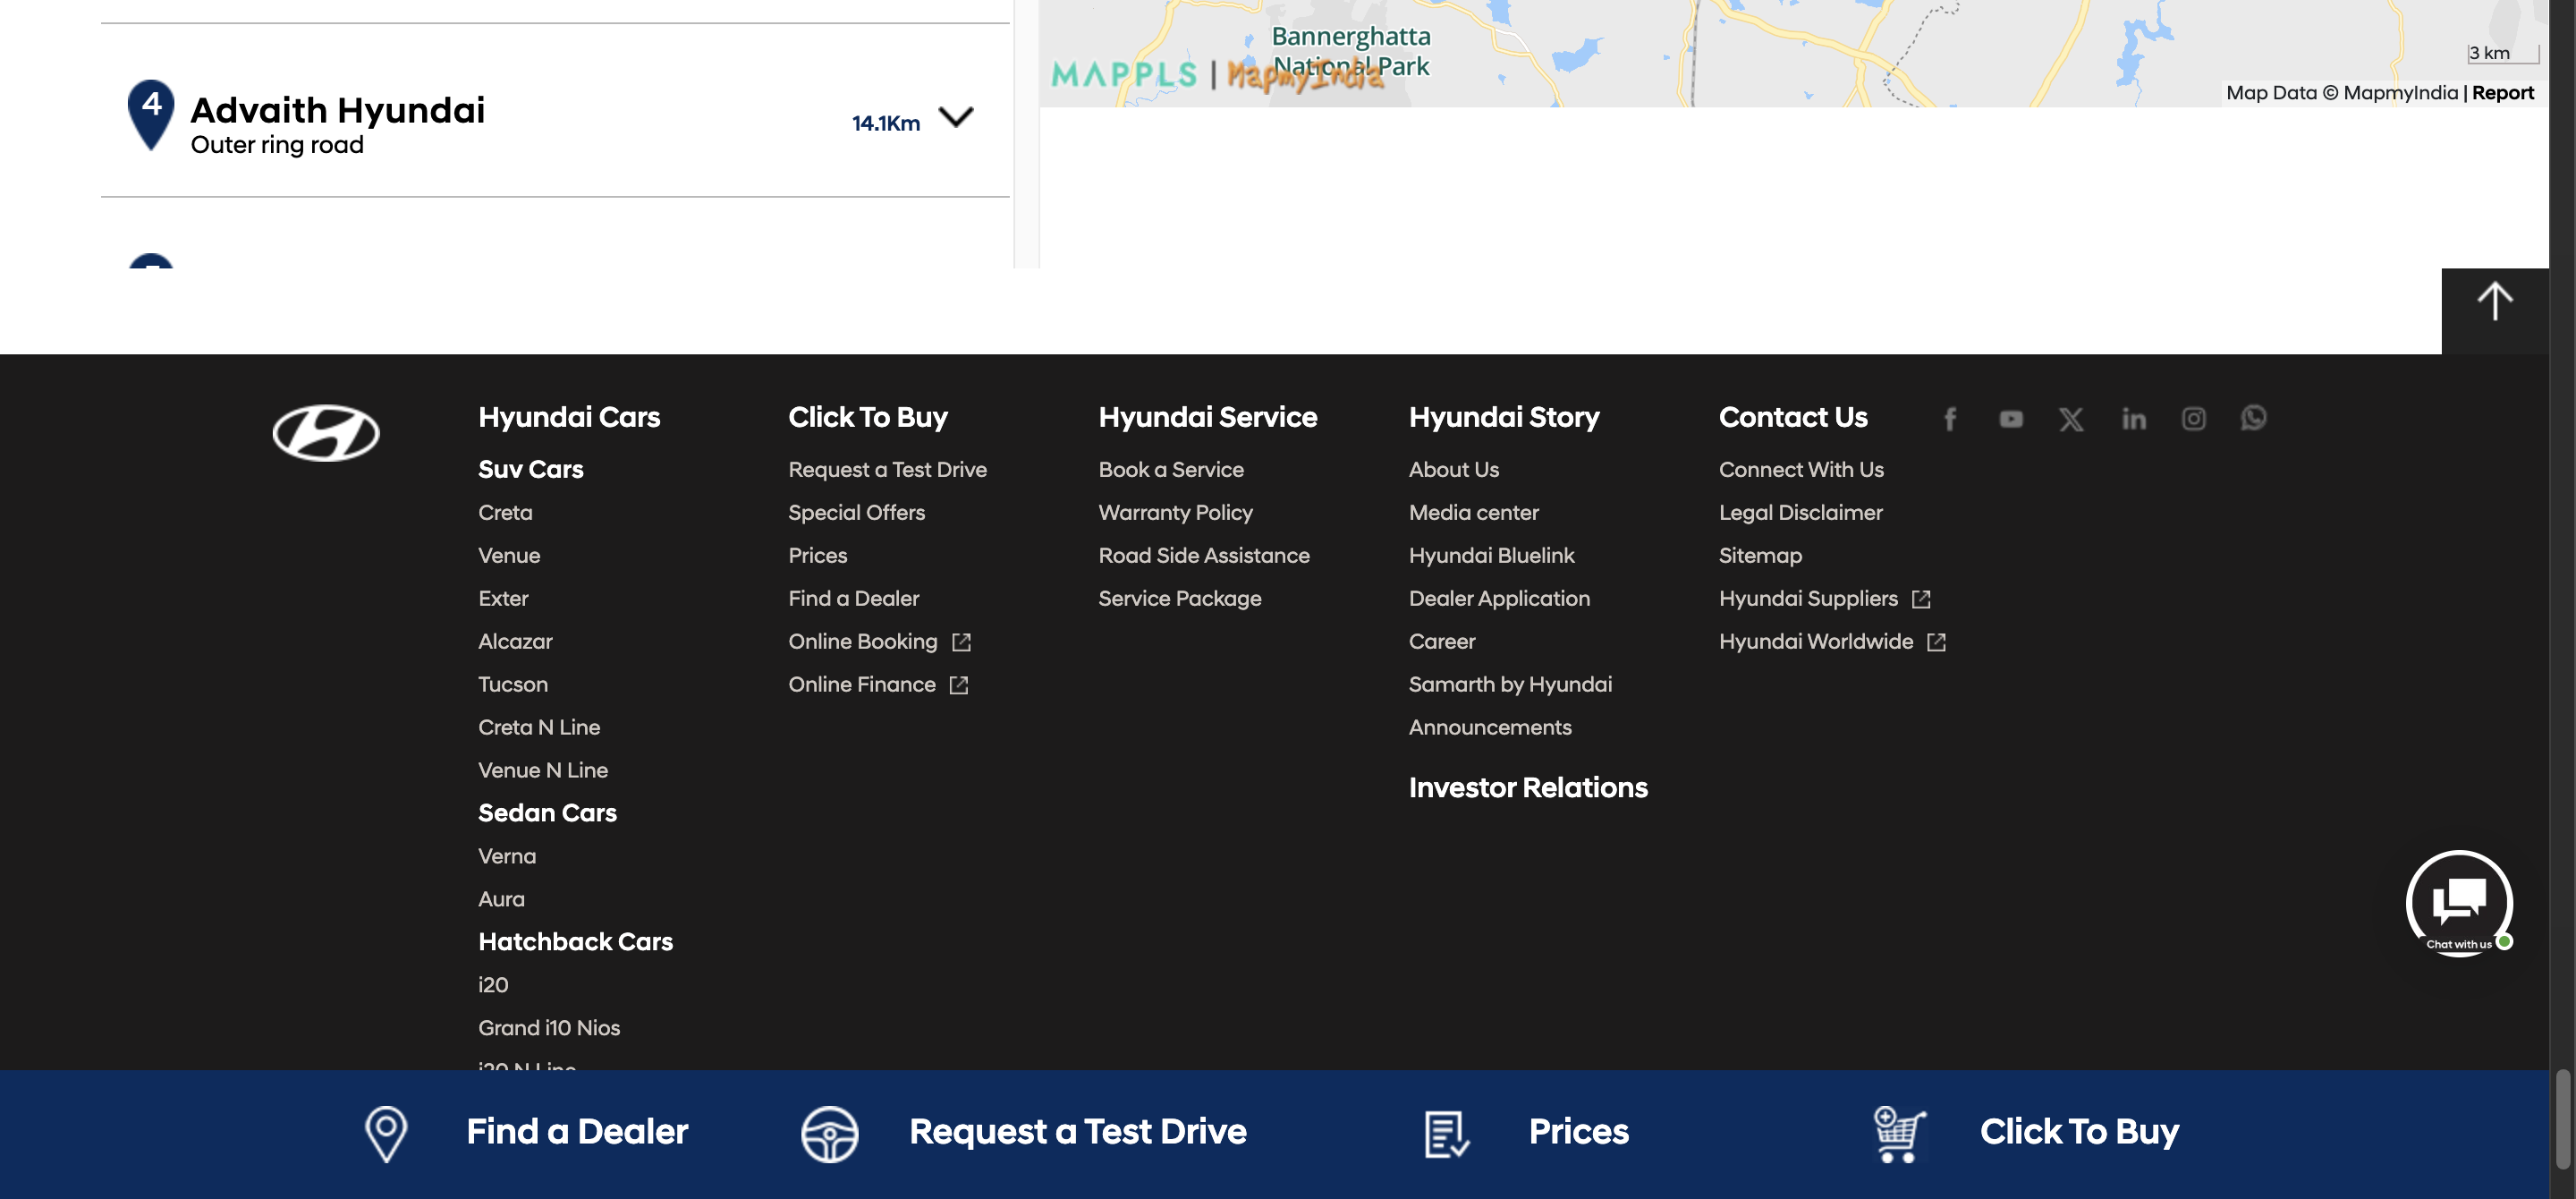 4
Advaith Hyundai
Outer ring road
14.1Km
Bannerghatta
National Park
MAPPLS | MapmyIndia
3 km
Map Data © MapmyIndia | Report
Hyundai Cars
Suv Cars
Creta
Venue
Exter
Alcazar
Tucson
Creta N Line
Venue N Line
Sedan Cars
Verna
Aura
Hatchback Cars
i20
Grand i10 Nios
i20 N Line
Click To Buy
Request a Test Drive
Special Offers
Prices
Find a Dealer
Online Booking
Online Finance
Hyundai Service
Book a Service
Warranty Policy
Road Side Assistance
Service Package
Hyundai Story
About Us
Media center
Hyundai Bluelink
Dealer Application
Career
Samarth by Hyundai
Announcements
Investor Relations
Contact Us
Connect With Us
Legal Disclaimer
Sitemap
Hyundai Suppliers
Hyundai Worldwide
Chat with us
Find a Dealer
Request a Test Drive
Prices
Click To Buy